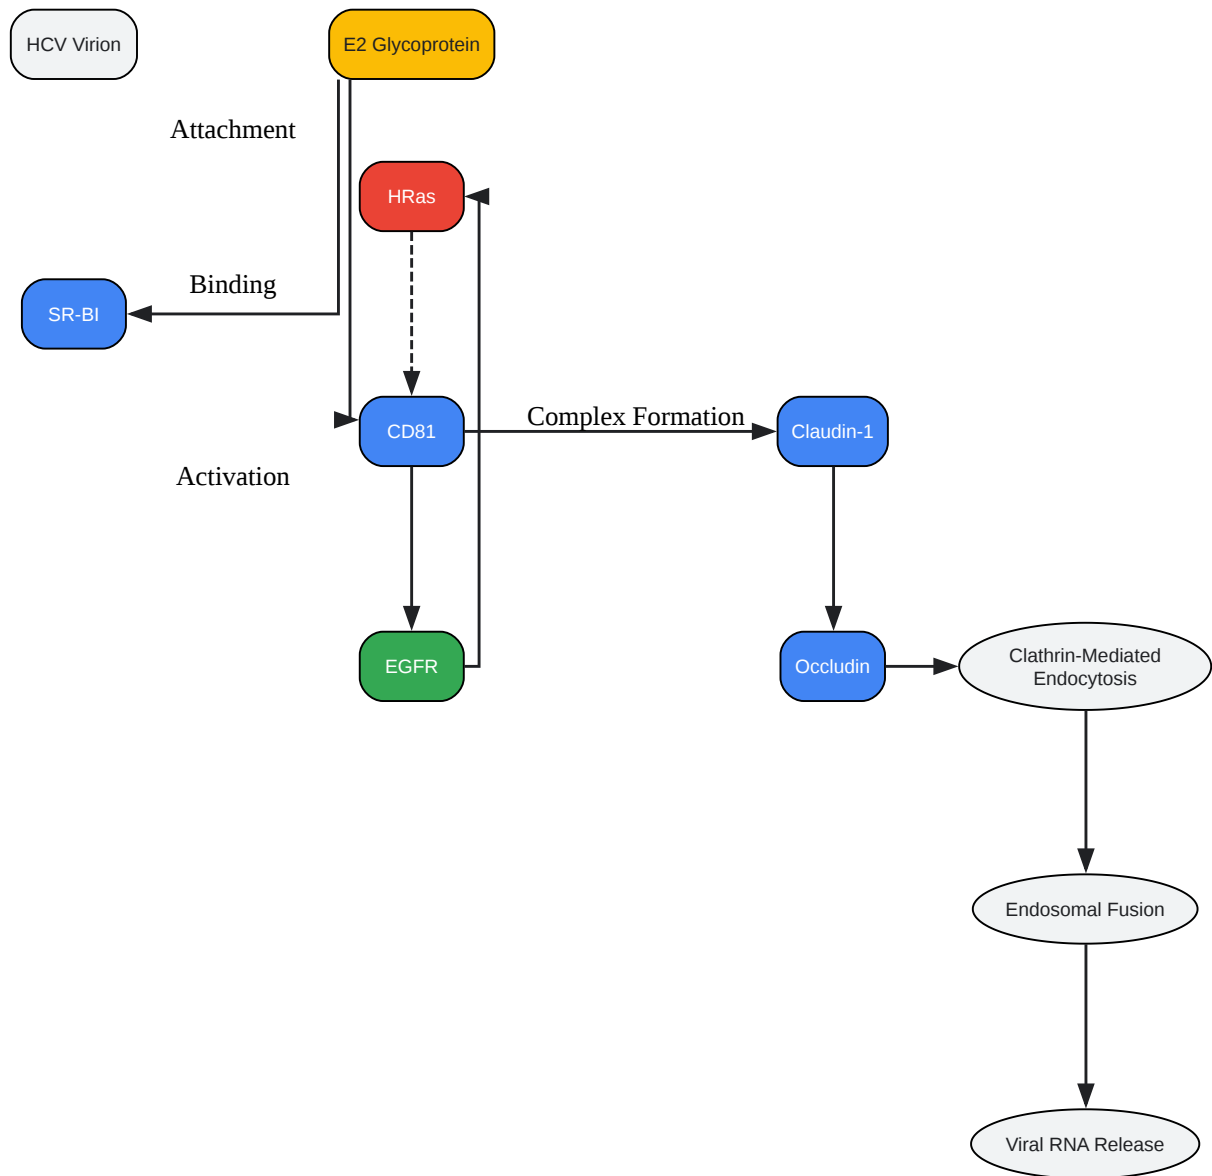 HCV Virion
E2 Glycoprotein
Attachment
HRas
Binding
SR-BI
Complex Formation
CD81
Claudin-1
Activation
EGFR
Occludin
Clathrin-Mediated
Endocytosis
Endosomal Fusion
Viral RNA Release